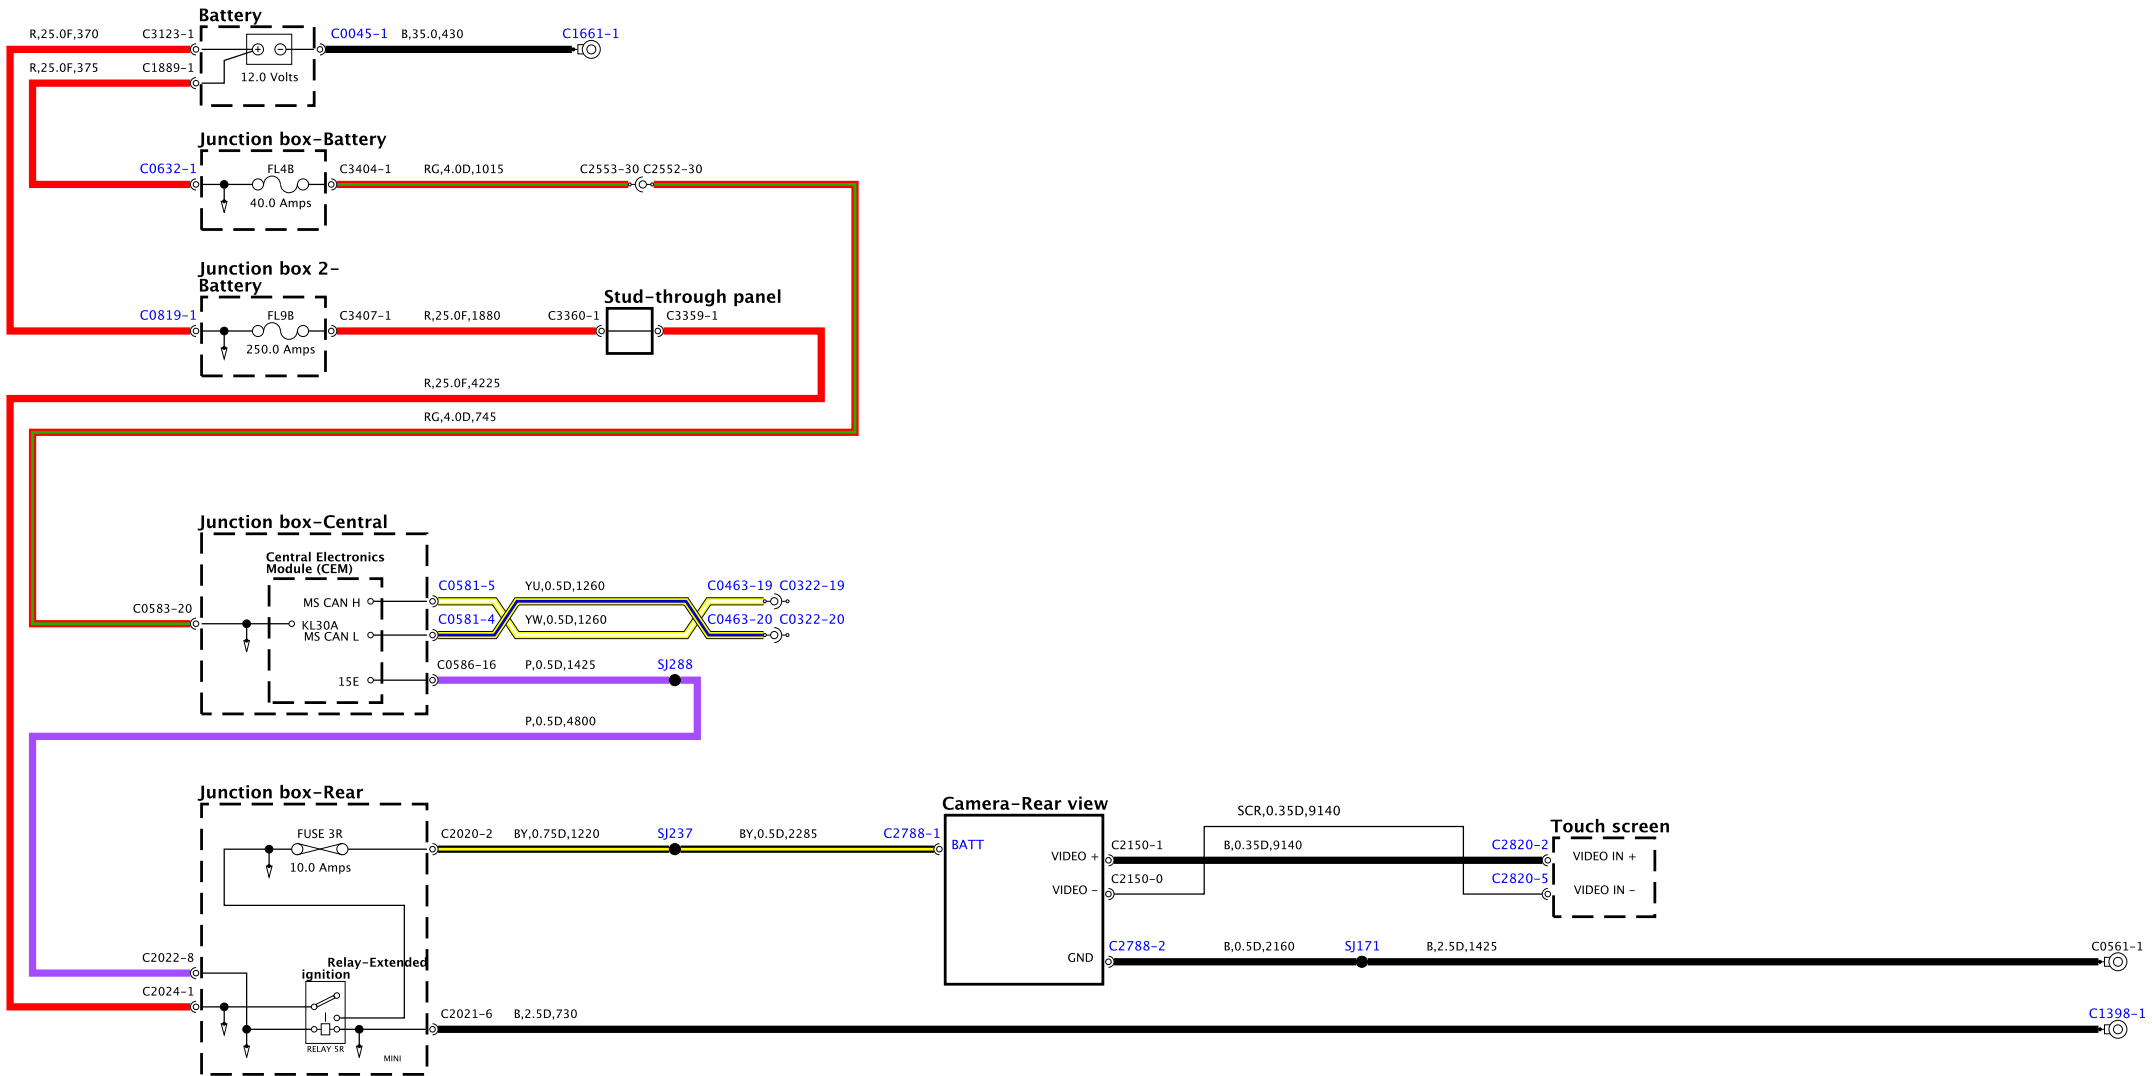 Battery
R,25.0F,370 C3123-1 C0045-1 B,35.0,430 C1661-1
R,25.0F,375 C1889-1
+ −
12.0 Volts
Junction box-Battery
C0632-1 FL4B C3404-1 RG,4.0D,1015 C2553-30 C2552-30
40.0 Amps
Junction box 2-
Battery
Stud-through panel
C0819-1 FL9B C3407-1 R,25.0F,1880 C3360-1 C3359-1
250.0 Amps
R,25.0F,4225
RG,4.0D,745
Junction box-Central
Central Electronics
Module (CEM)
C0581-5 YU,0.5D,1260 C0463-19 C0322-19
MS CAN H
C0583-20
C0581-4 YW,0.5D,1260 C0463-20 C0322-20
KL30A
MS CAN L
C0586-16 P,0.5D,1425 SJ288
15E
P,0.5D,4800
Junction box-Rear
Camera-Rear view
SCR,0.35D,9140
Touch screen
FUSE 3R C2020-2 BY,0.75D,1220 SJ237 BY,0.5D,2285 C2788-1
BATT
C2150-1 B,0.35D,9140 C2820-2
VIDEO + VIDEO IN +
10.0 Amps
C2150-0 C2820-5
VIDEO - VIDEO IN -
C2788-2 B,0.5D,2160 SJ171 B,2.5D,1425 C0561-1
GND
C2022-8
Relay-Extended
ignition
C2024-1
C2021-6 B,2.5D,730 C1398-1
RELAY 5R
MINI